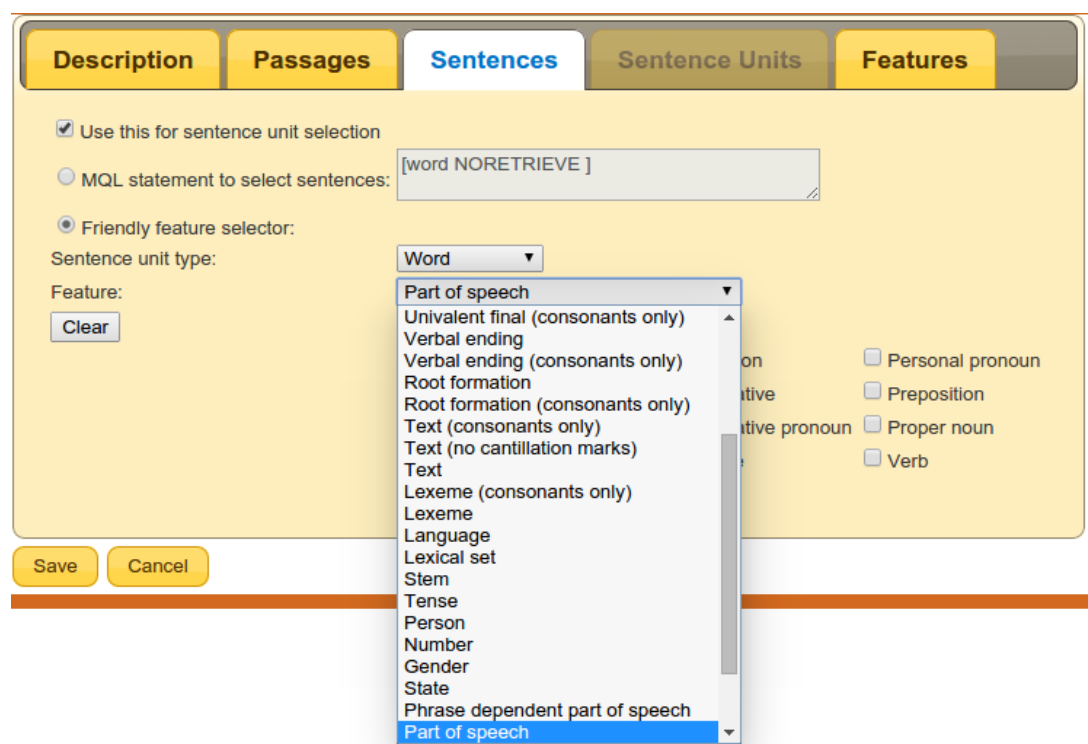 Description Passages Sentences Sentence Units Features
Use this for sentence unit selection
MQL statement to select sentences:
[word NORETRIEVE ]
Friendly feature selector:
Sentence unit type:
Word
Feature:
Part of speech
Clear
Univalent final (consonants only)
Verbal ending
Verbal ending (consonants only)
Root formation
Root formation (consonants only)
Text (consonants only)
Text (no cantillation marks)
Text
Lexeme (consonants only)
Lexeme
Language
Lexical set
Stem
Tense
Person
Number
Gender
State
Phrase dependent part of speech
Part of speech
Personal pronoun
Preposition
pronoun Proper noun
Verb
Save Cancel